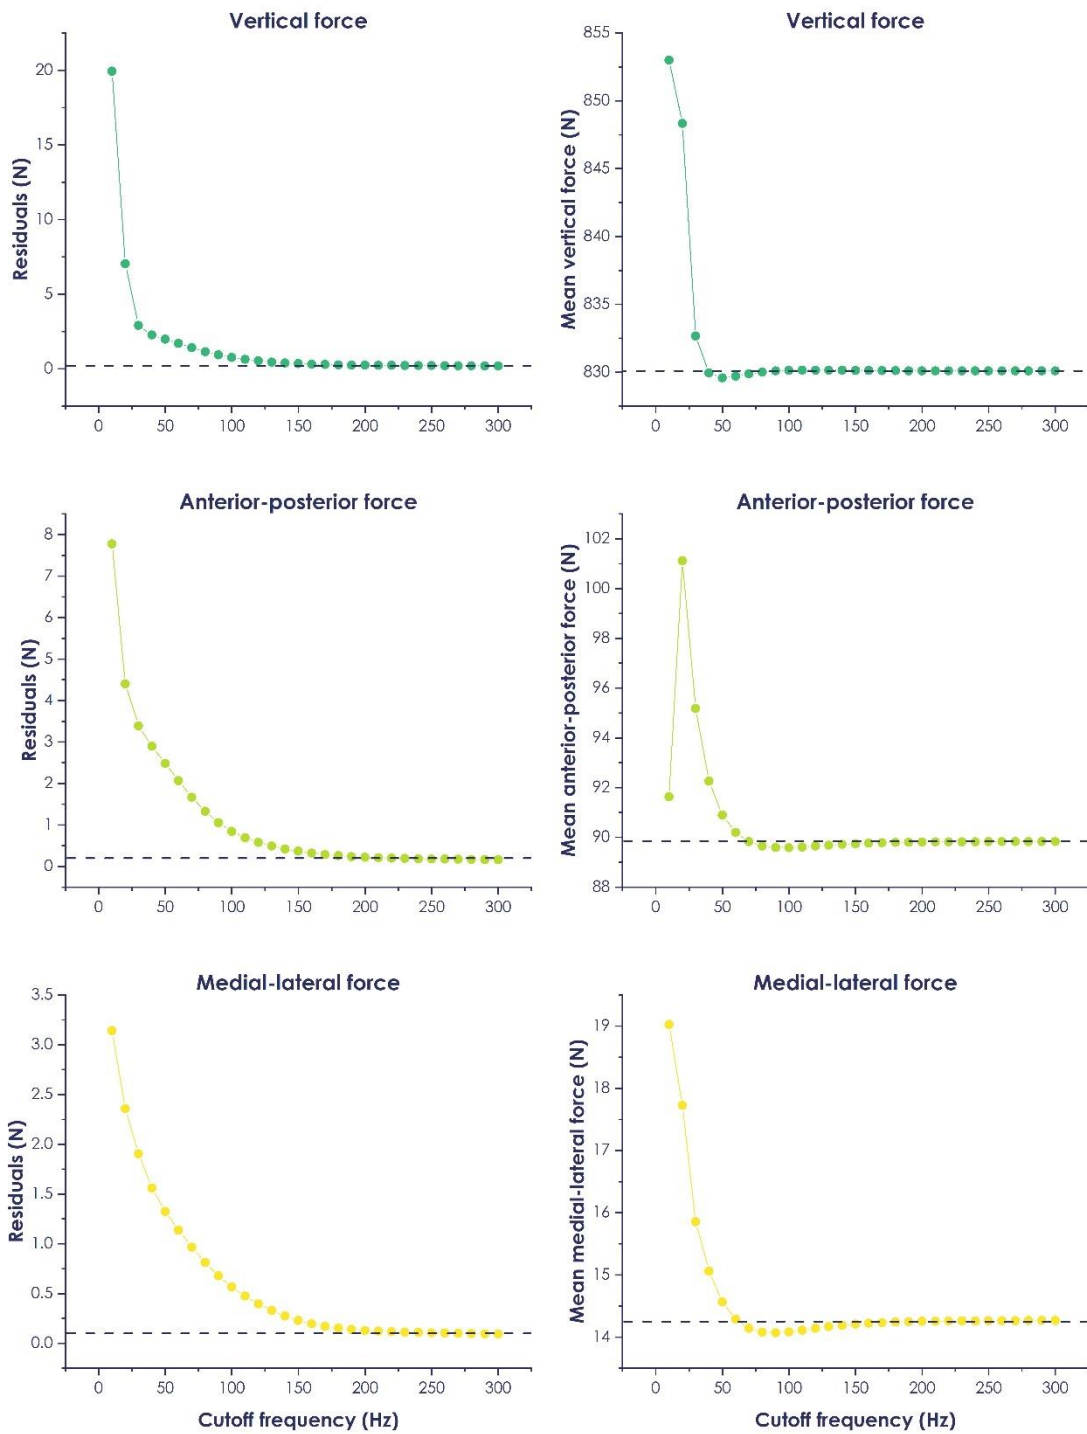 Vertical force
Residuals (N)
20
15
10
5
0
0 50 100 150 200 250 300
Vertical force
Mean vertical force (N)
855
850
845
840
835
830
0 50 100 150 200 250 300
Anterior-posterior force
Residuals (N)
8
7
6
5
4
3
2
1
0
0 50 100 150 200 250 300
Anterior-posterior force
Mean anterior-posterior force (N)
102
100
98
96
94
92
90
88
0 50 100 150 200 250 300
Medial-lateral force
Residuals (N)
3.5
3.0
2.5
2.0
1.5
1.0
0.5
0.0
0 50 100 150 200 250 300
Cutoff frequency (Hz)
Medial-lateral force
Mean medial-lateral force (N)
19
18
17
16
15
14
0 50 100 150 200 250 300
Cutoff frequency (Hz)